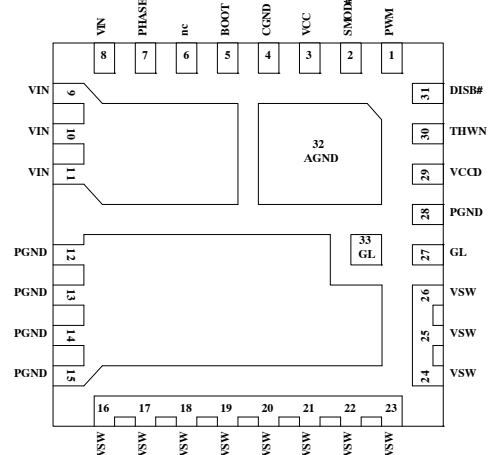 VIN
PHASE
nc
BOOT
CGND
VCC
SMOD#
PWM
8
7
6
5
4
3
2
1
VIN 9
31 DISB#
VIN 10
30 THWN
VIN 11
29 VCCD
32
AGND
28 PGND
33
GL
PGND 12
27 GL
PGND 13
26 VSW
PGND 14
25 VSW
PGND 15
24 VSW
16
17
18
19
20
21
22
23
VSW
VSW
VSW
VSW
VSW
VSW
VSW
VSW